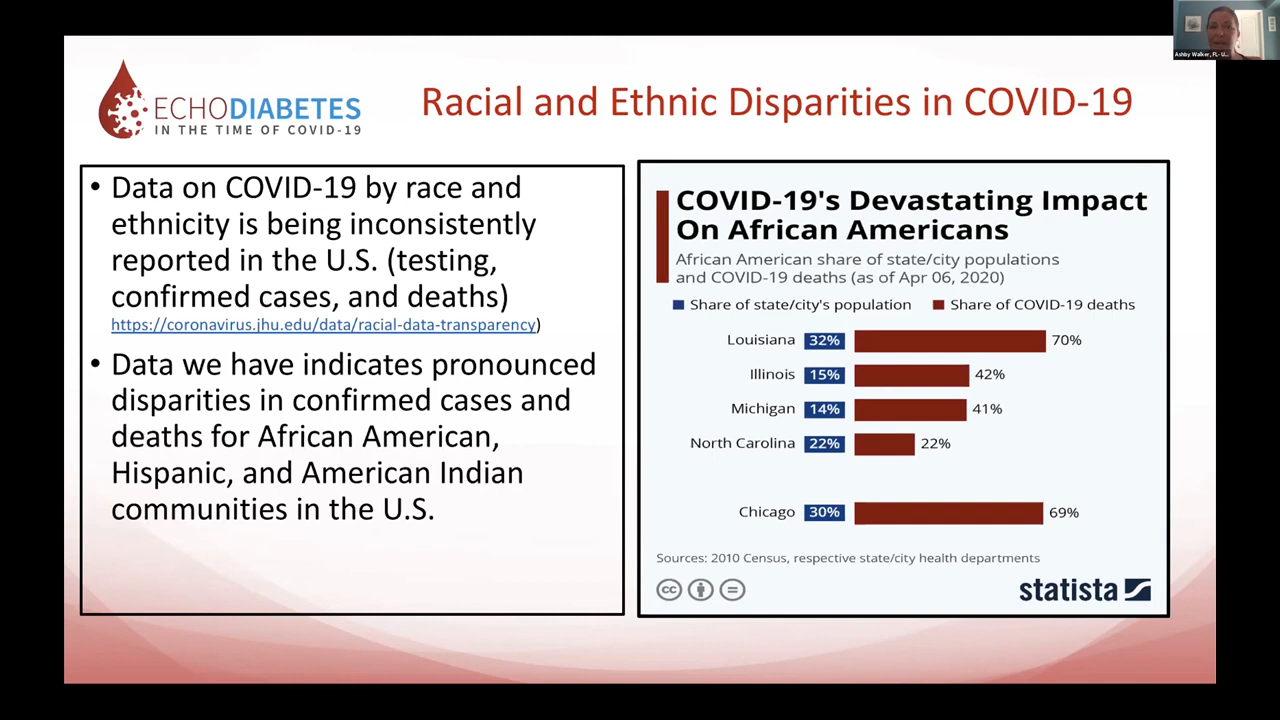 Ashby Walker, FL- U...
ECHODIABETES
IN THE TIME OF COVID-19
Racial and Ethnic Disparities in COVID-19
• Data on COVID-19 by race and
ethnicity is being inconsistently
reported in the U.S. (testing,
confirmed cases, and deaths)
https://coronavirus.jhu.edu/data/racial-data-transparency)
• Data we have indicates pronounced
disparities in confirmed cases and
deaths for African American,
Hispanic, and American Indian
communities in the U.S.
COVID-19's Devastating Impact
On African Americans
African American share of state/city populations
and COVID-19 deaths (as of Apr 06, 2020)
Share of state/city's population Share of COVID-19 deaths
Louisiana 32% 70%
Illinois 15% 42%
Michigan 14% 41%
North Carolina 22% 22%
Chicago 30% 69%
Sources: 2010 Census, respective state/city health departments
cc
statista